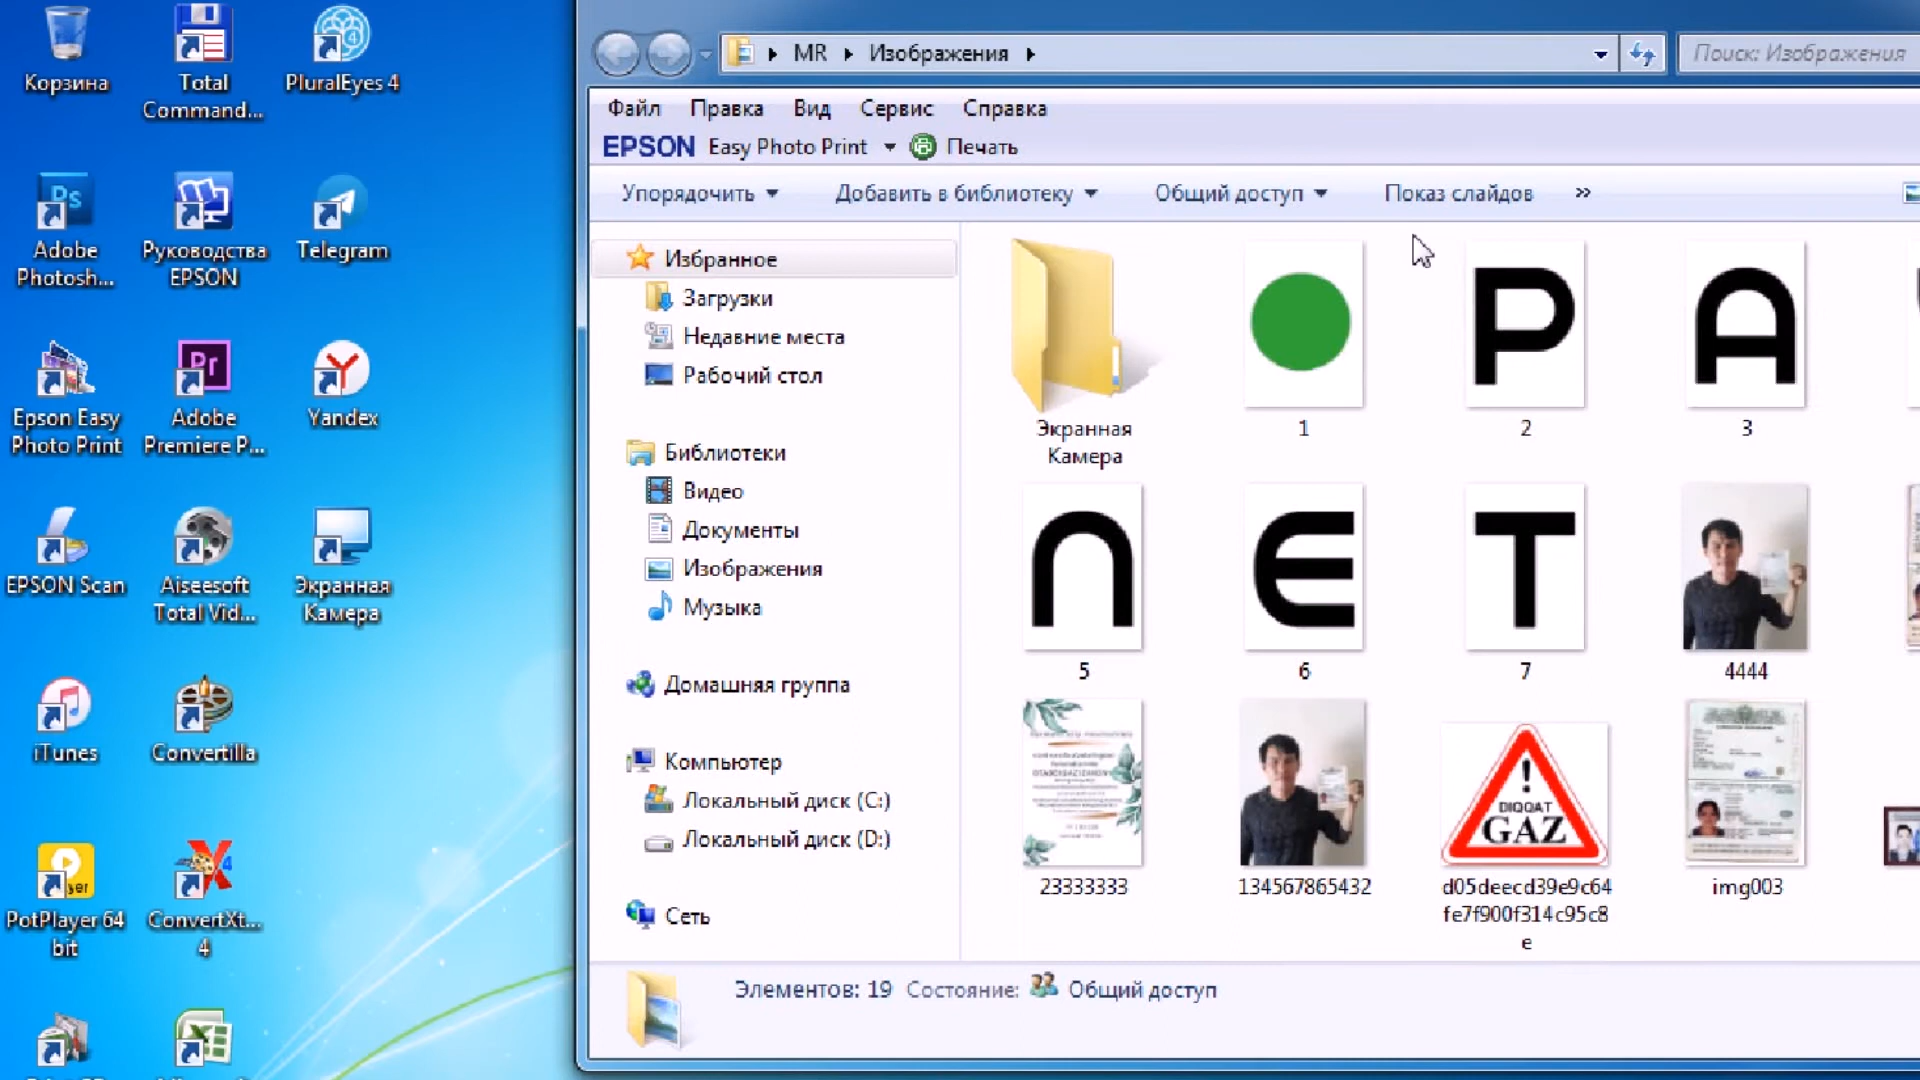 Корзина
Total
Command...
PluralEyes 4
Ps
Adobe
Photosh...
Руководства
EPSON
Telegram
Epson Easy
Photo Print
Pr
Adobe
Premiere P...
Yandex
EPSON Scan
Aiseesoft
Total Vid...
Экранная
Камера
iTunes
Convertilla
PotPlayer 64
bit
ConvertXt...
4
MR
Изображения
Поиск: Изображения
Файл Правка Вид Сервис Справка
EPSON Easy Photo Print Печать
Упорядочить Добавить в библиотеку Общий доступ Показ слайдов »
Избранное
Загрузки
Недавние места
Рабочий стол
Библиотеки
Видео
Документы
Изображения
Музыка
Домашняя группа
Компьютер
Локальный диск (C:)
Локальный диск (D:)
Сеть
P
A
Экранная
Камера
1
2
3
П
E
T
5
6
7
4444
!
DIQQAT
GAZ
23333333
134567865432
d05deecd39e9c64
fe7f900f314c95c8
e
img003
Элементов: 19 Состояние: Общий доступ